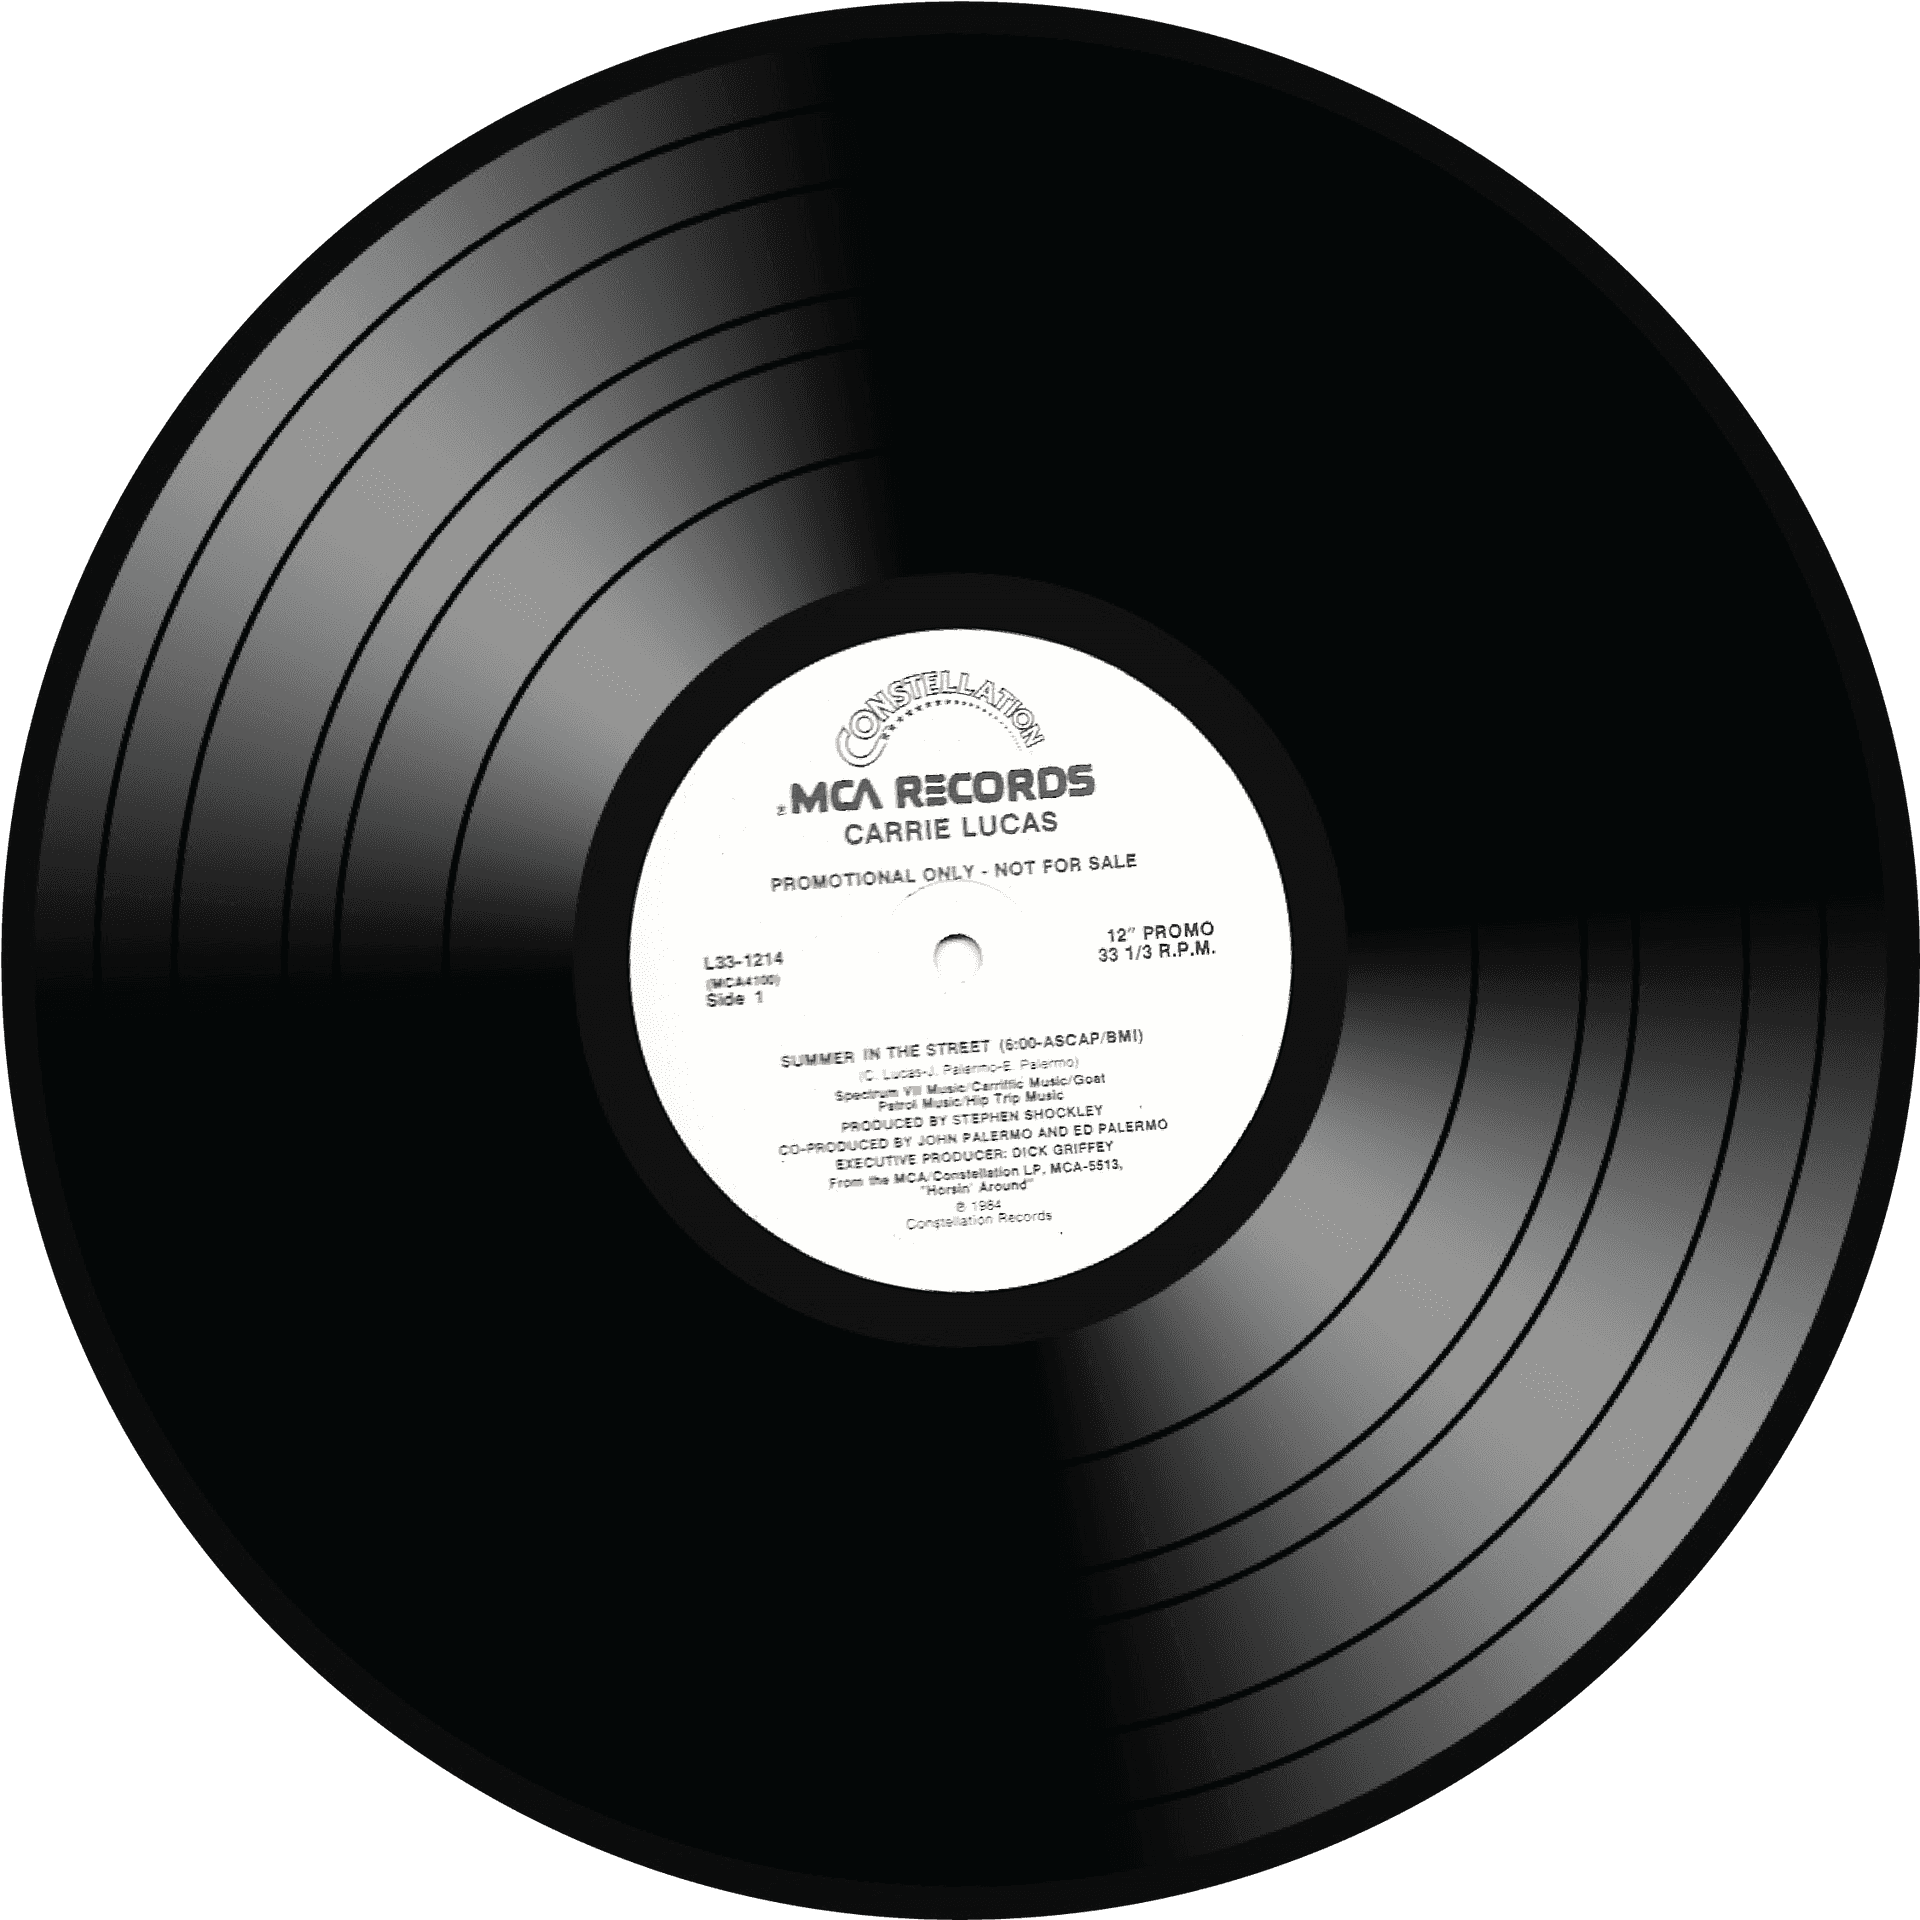 CONSTELLATION
MCA RECORDS
CARRIE LUCAS
PROMOTIONAL ONLY - NOT FOR SALE
12" PROMO
33 1/3 R.P.M.
L33-1214
(MCA4100)
Side 1
SUMMER IN THE STREET (6:00-ASCAP/BMI)
(C. Lucas-J. Palermo-E. Palermo)
Spectrum VII Music/Carrific Music/Goat
Patrol Music/Hip Trip Music
PRODUCED BY STEPHEN SHOCKLEY
CO-PRODUCED BY JOHN PALERMO AND ED PALERMO
EXECUTIVE PRODUCER: DICK GRIFFEY
From the MCA/Constellation LP, MCA-5513,
"Horsin' Around"
℗ 1984
Constellation Records